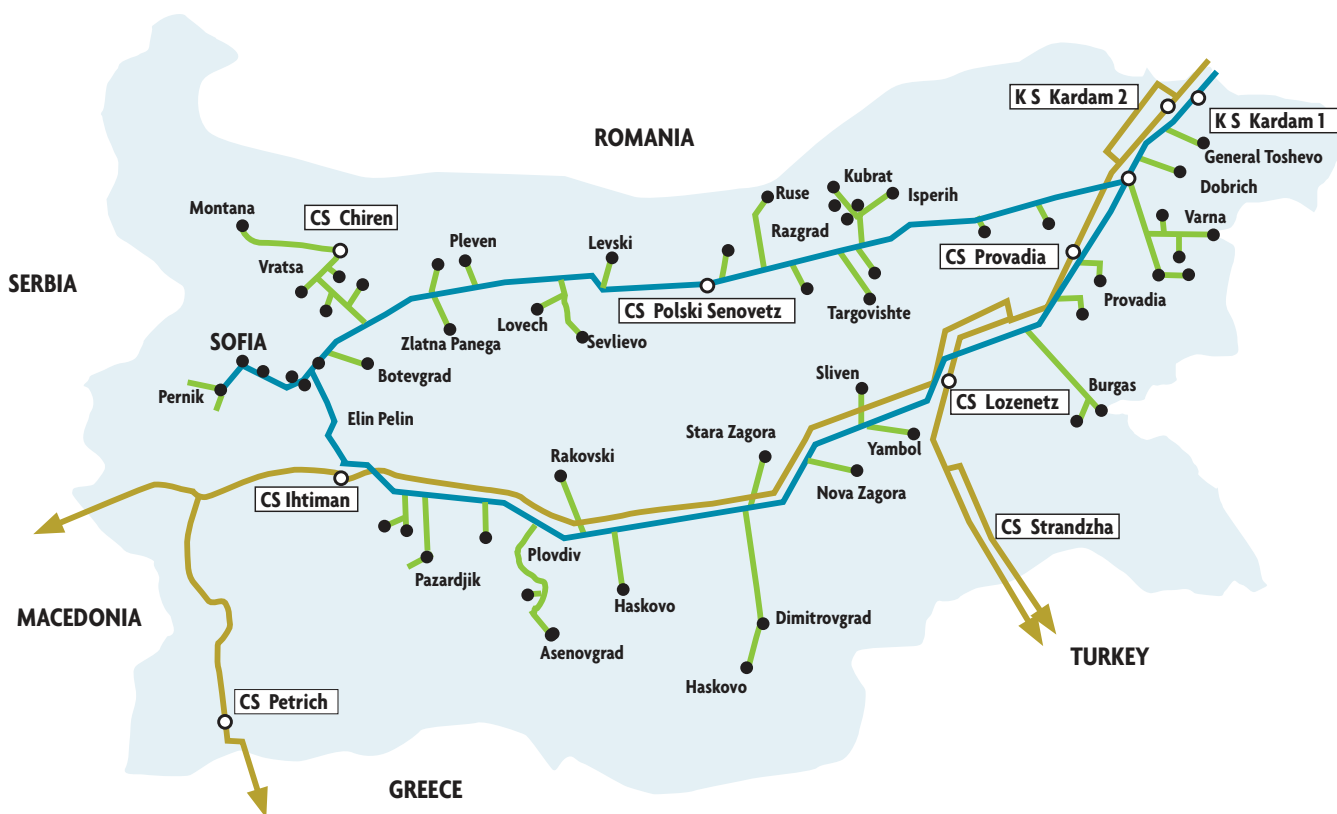 K S Kardam 2
K S Kardam 1
ROMANIA
General Toshevo
Kubrat
Dobrich
Ruse
Isperih
Montana
CS Chiren
Varna
Razgrad
Pleven
Levski
CS Provadia
Vratsa
SERBIA
Provadia
CS Polski Senovetz
Targovishte
Lovech
SOFIA
Zlatna Panega
Sevlievo
Botevgrad
Sliven
Burgas
Pernik
CS Lozenetz
Elin Pelin
Stara Zagora
Yambol
Rakovski
Nova Zagora
CS Ihtiman
CS Strandzha
Plovdiv
Pazardjik
Haskovo
MACEDONIA
Dimitrovgrad
Asenovgrad
TURKEY
Haskovo
CS Petrich
GREECE